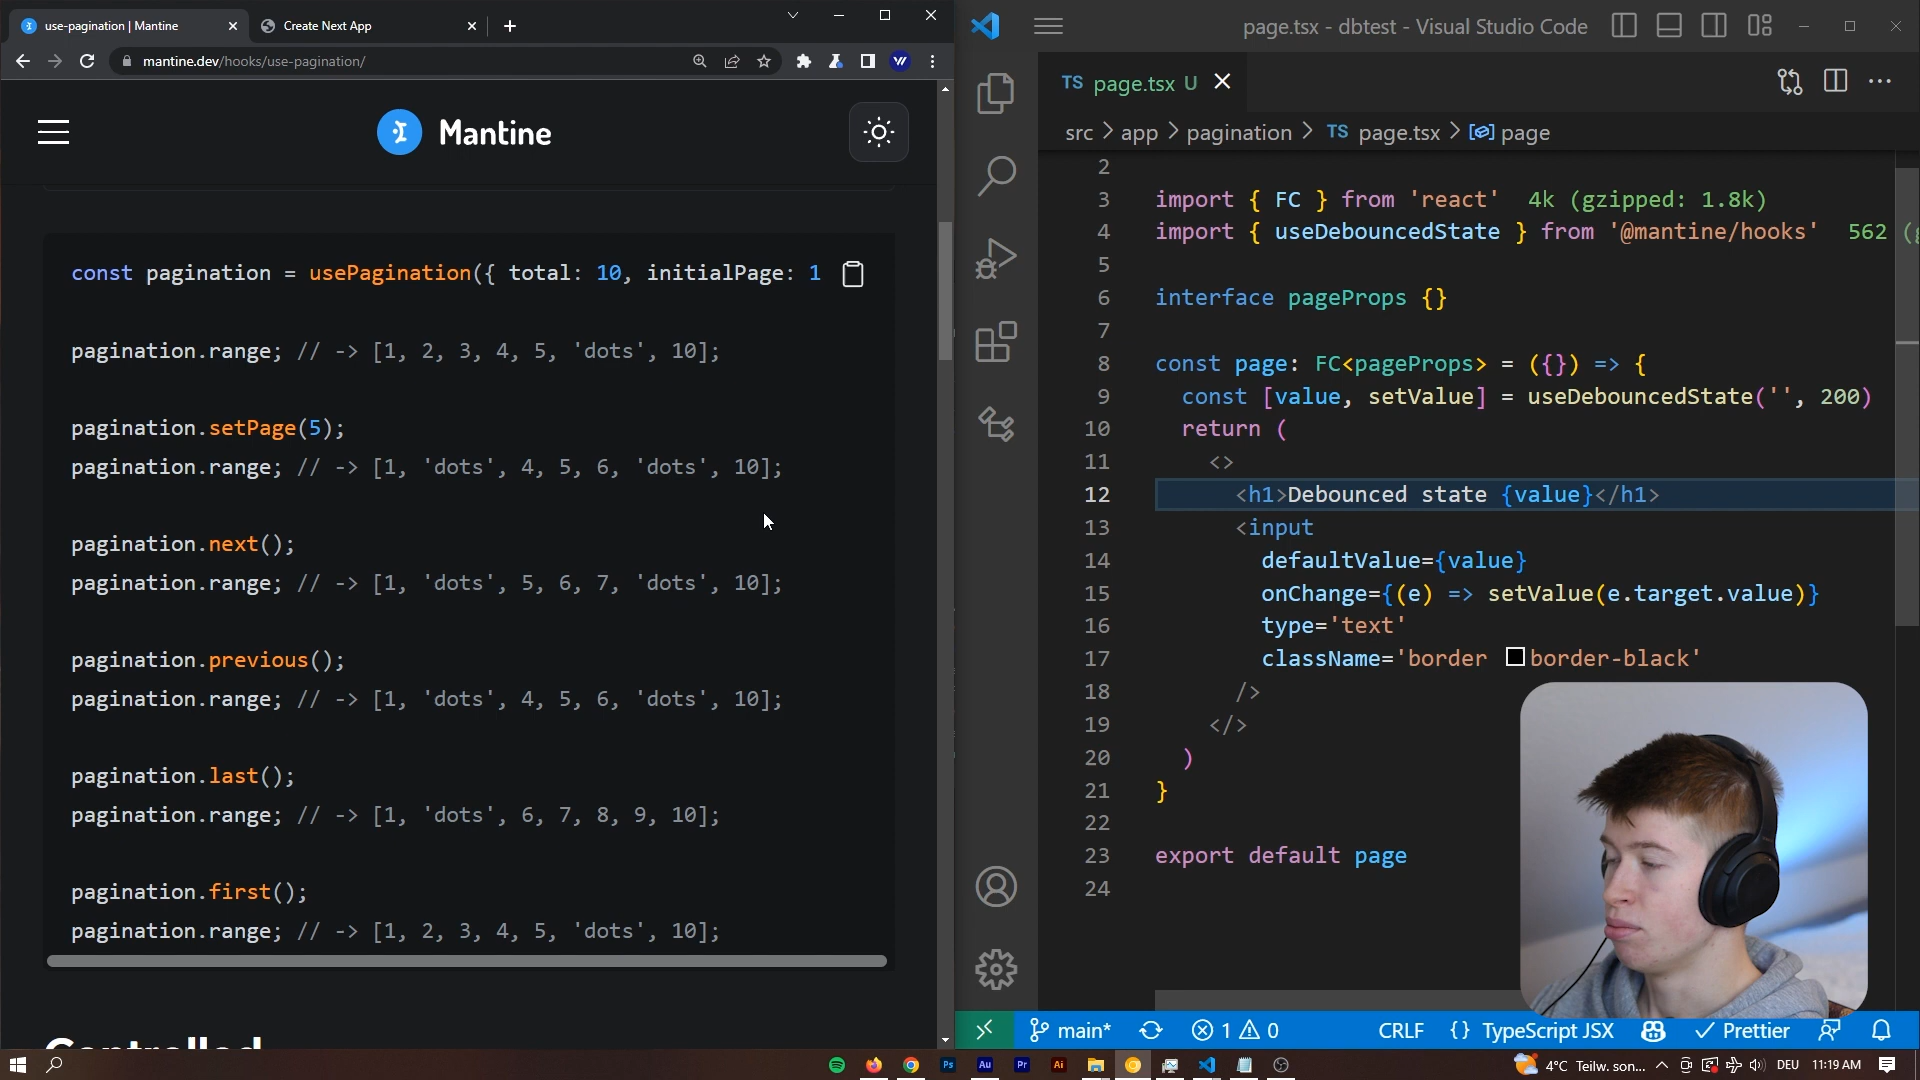 use-pagination | Mantine
Create Next App
mantine.dev/hooks/use-pagination/
Mantine
const pagination = usePagination({ total: 10, initialPage: 1
pagination.range; // -> [1, 2, 3, 4, 5, 'dots', 10];
pagination.setPage(5);
pagination.range; // -> [1, 'dots', 4, 5, 6, 'dots', 10];
pagination.next();
pagination.range; // -> [1, 'dots', 5, 6, 7, 'dots', 10];
pagination.previous();
pagination.range; // -> [1, 'dots', 4, 5, 6, 'dots', 10];
pagination.last();
pagination.range; // -> [1, 'dots', 6, 7, 8, 9, 10];
pagination.first();
pagination.range; // -> [1, 2, 3, 4, 5, 'dots', 10];
Controlled
page.tsx - dbtest - Visual Studio Code
TS page.tsx U
src > app > pagination > TS page.tsx > page
2
3 import { FC } from 'react' 4k (gzipped: 1.8k)
4 import { useDebouncedState } from '@mantine/hooks' 562 (g
5
6 interface pageProps {}
7
8 const page: FC<pageProps> = ({}) => {
9 const [value, setValue] = useDebouncedState('', 200)
10 return (
11 <>
12 <h1>Debounced state {value}</h1>
13 <input
14 defaultValue={value}
15 onChange={(e) => setValue(e.target.value)}
16 type='text'
17 className='border border-black'
18 />
19 </>
20 )
21 }
22
23 export default page
24
main* 1 0 CRLF {} TypeScript JSX Prettier
Ps Au Pr Ai 4°C Teilw. son... DEU 11:19 AM